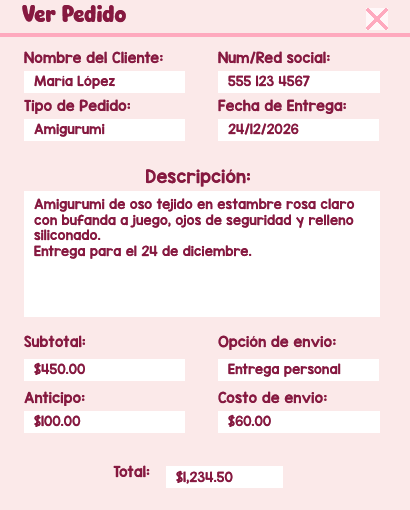 Ver Pedido
Nombre del Cliente:
Num/Red social:
María López
555 123 4567
Tipo de Pedido:
Fecha de Entrega:
Amigurumi
24/12/2026
Descripción:
Amigurumi de oso tejido en estambre rosa claro
con bufanda a juego, ojos de seguridad y relleno
siliconado.
Entrega para el 24 de diciembre.
Subtotal:
Opción de envio:
$450.00
Entrega personal
Anticipo:
Costo de envio:
$100.00
$60.00
Total:
$1,234.50